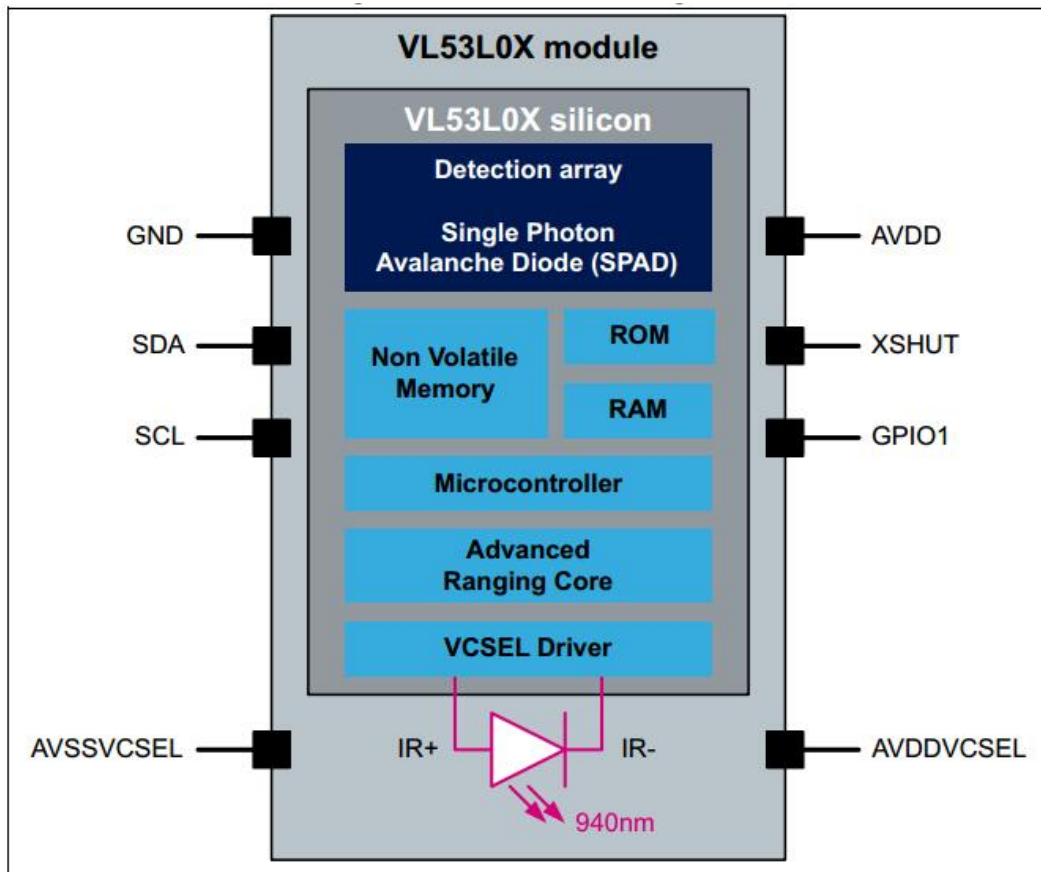 VL53L0X module
VL53L0X silicon
Detection array
Single Photon
Avalanche Diode (SPAD)
GND
AVDD
SDA
XSHUT
Non Volatile
Memory
ROM
RAM
SCL
GPIO1
Microcontroller
Advanced
Ranging Core
VCSEL Driver
AVSSVCSEL
IR+
IR-
AVDDVCSEL
940nm